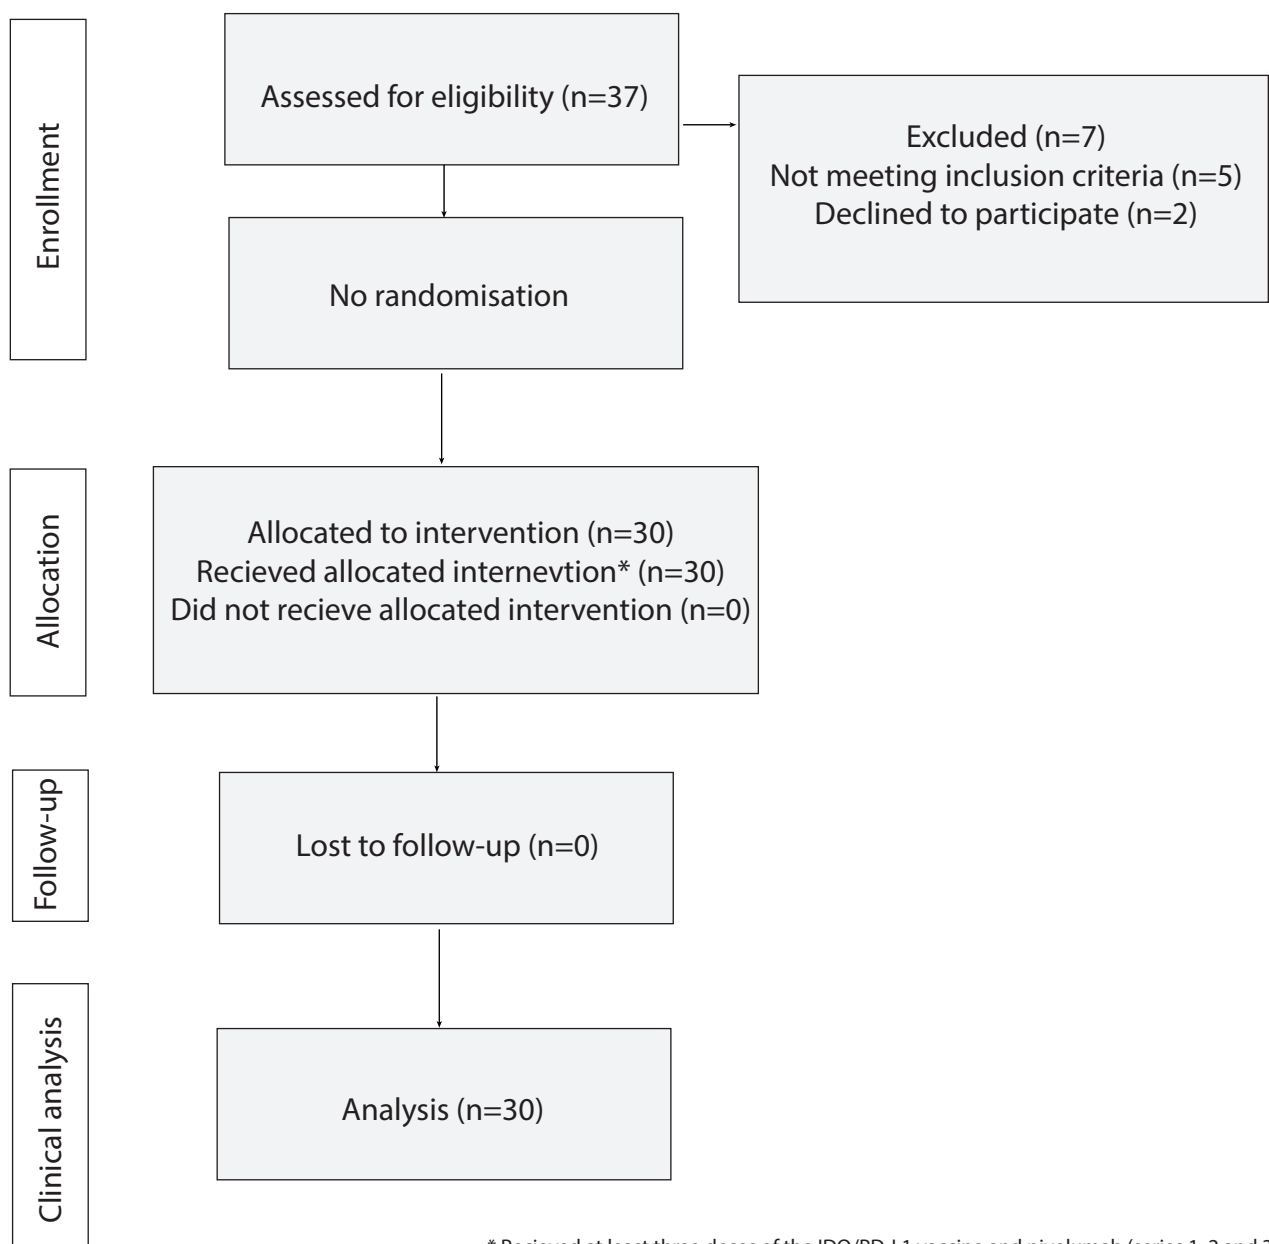 Enrollment
Assessed for eligibility (n=37)
Excluded (n=7)
Not meeting inclusion criteria (n=5)
Declined to participate (n=2)
No randomisation
Allocation
Allocated to intervention (n=30)
Recieved allocated internevtion* (n=30)
Did not recieve allocated intervention (n=0)
Follow-up
Lost to follow-up (n=0)
Clinical analysis
Analysis (n=30)